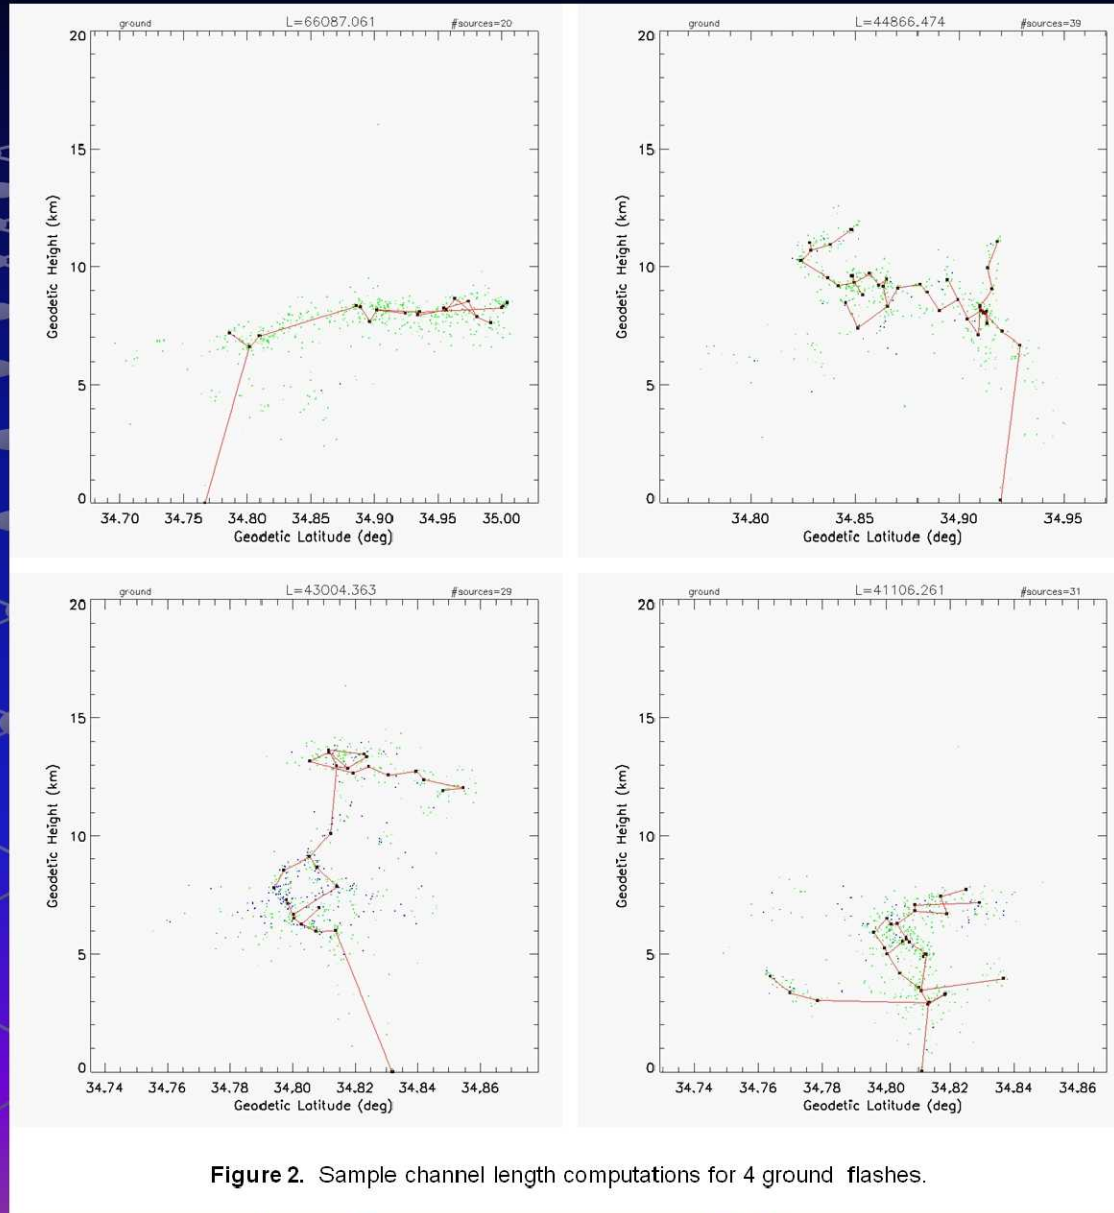 ground L=66087.061 #sources=20
20
15
10
5
0
Geodetic Height (km)
34.70 34.75 34.80 34.85 34.90 34.95 35.00
Geodetic Latitude (deg)
ground L=44866.474 #sources=39
20
15
10
5
0
Geodetic Height (km)
34.80 34.85 34.90 34.95
Geodetic Latitude (deg)
ground L=43004.363 #sources=29
20
15
10
5
0
Geodetic Height (km)
34.74 34.76 34.78 34.80 34.82 34.84 34.86
Geodetic Latitude (deg)
ground L=41106.261 #sources=31
20
15
10
5
0
Geodetic Height (km)
34.74 34.76 34.78 34.80 34.82 34.84 34.86
Geodetic Latitude (deg)
Figure 2. Sample channel length computations for 4 ground flashes.